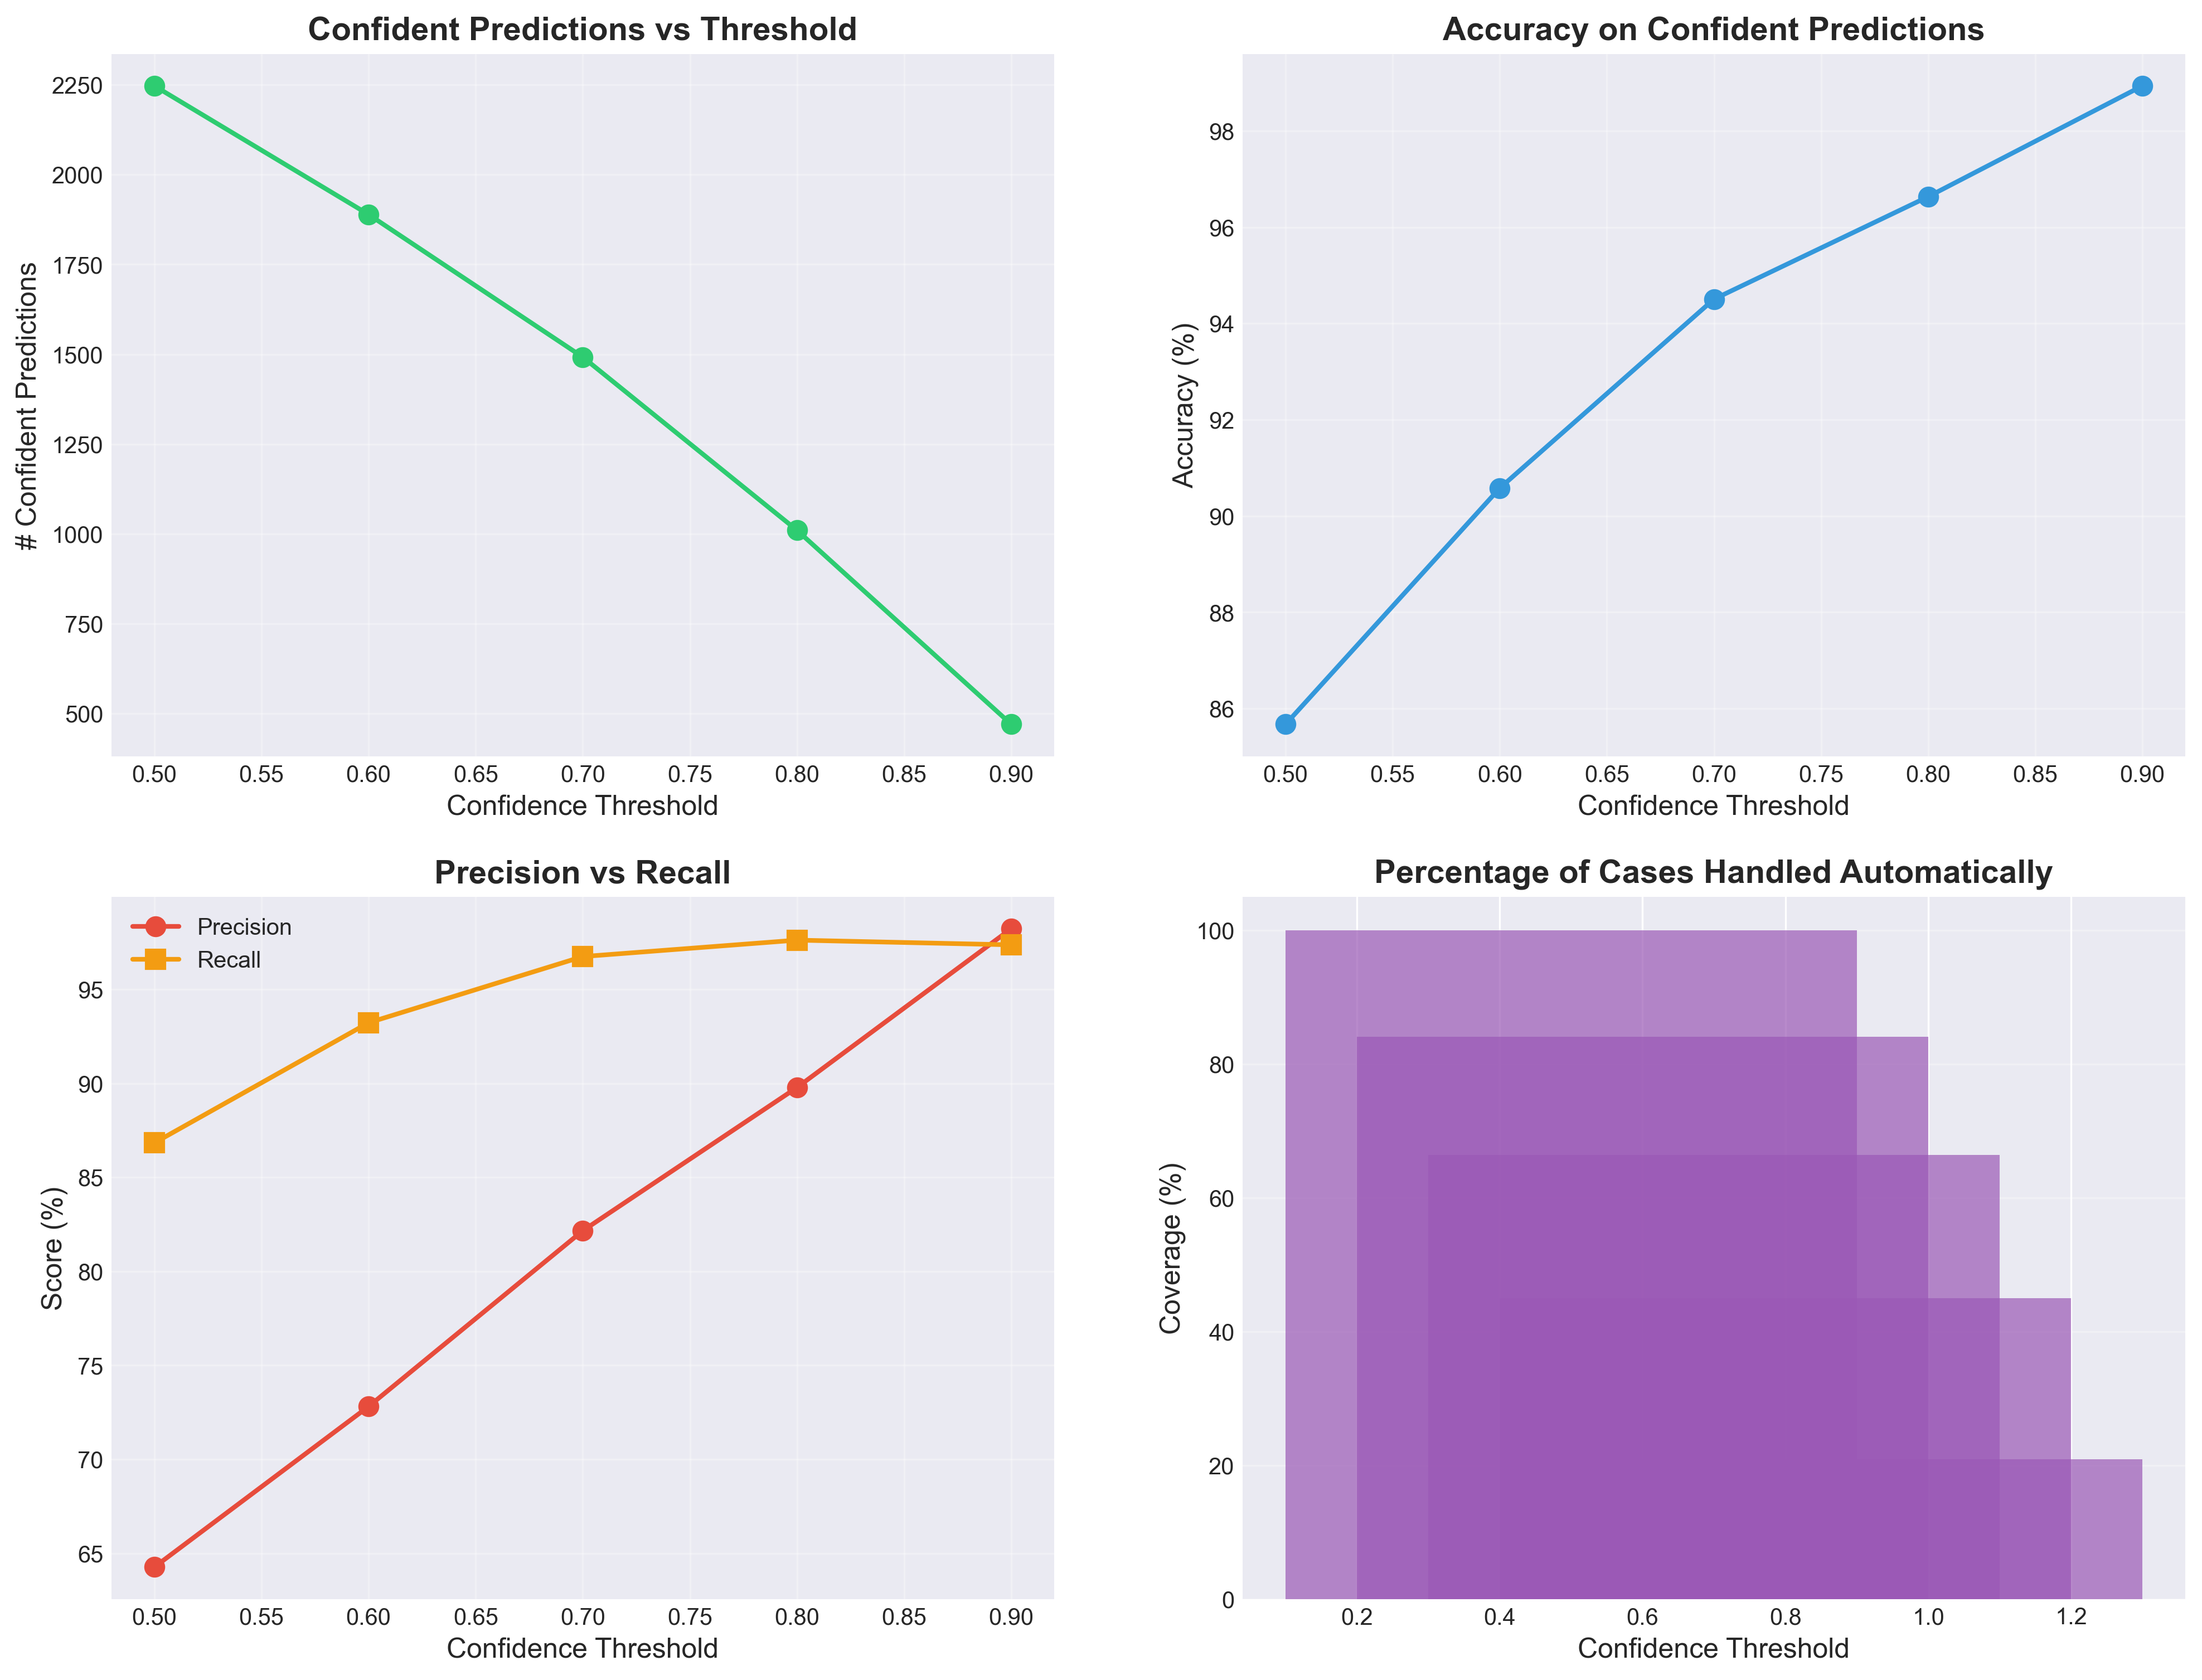 Confident Predictions vs Threshold
2250
2000
1750
1500
1250
1000
750
500
# Confident Predictions
0.50 0.55 0.60 0.65 0.70 0.75 0.80 0.85 0.90
Confidence Threshold
Accuracy on Confident Predictions
98
96
94
92
90
88
86
Accuracy (%)
0.50 0.55 0.60 0.65 0.70 0.75 0.80 0.85 0.90
Confidence Threshold
Precision vs Recall
Precision
Recall
95
90
85
80
75
70
65
Score (%)
0.50 0.55 0.60 0.65 0.70 0.75 0.80 0.85 0.90
Confidence Threshold
Percentage of Cases Handled Automatically
100
80
60
40
20
0
Coverage (%)
0.2 0.4 0.6 0.8 1.0 1.2
Confidence Threshold